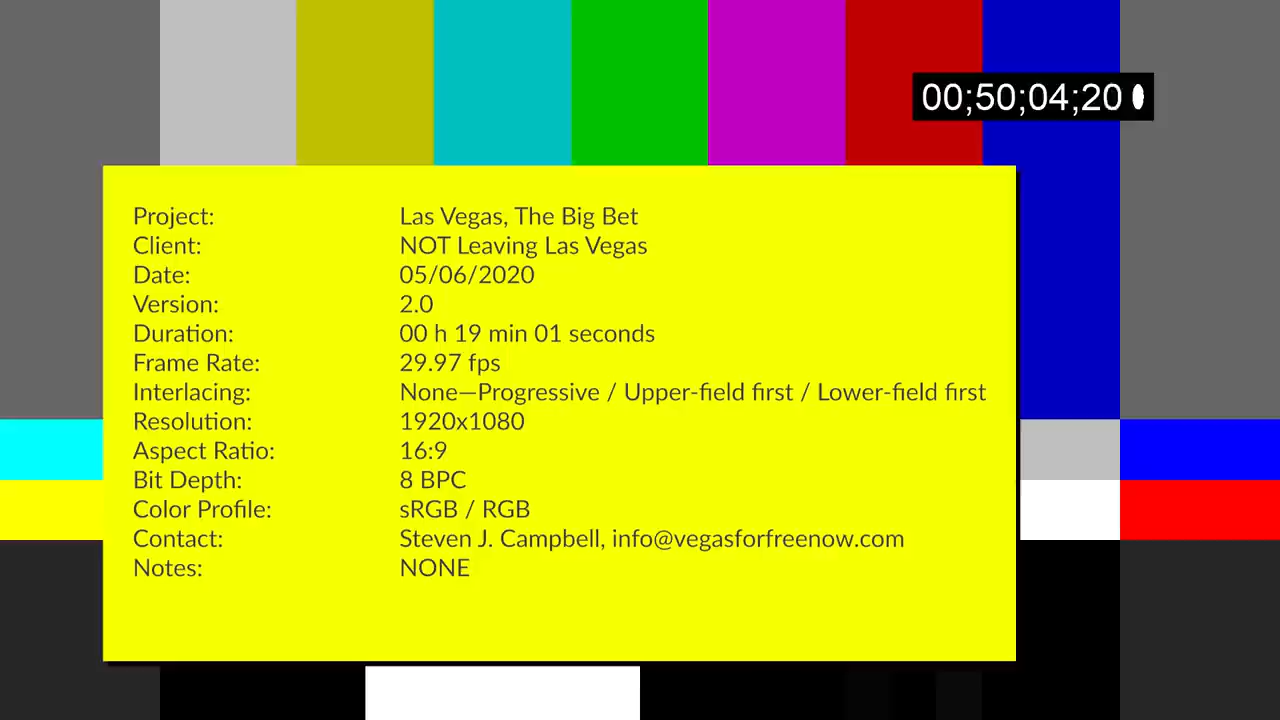 00;50;04;20
Project: Las Vegas, The Big Bet
Client: NOT Leaving Las Vegas
Date: 05/06/2020
Version: 2.0
Duration: 00 h 19 min 01 seconds
Frame Rate: 29.97 fps
Interlacing: None—Progressive / Upper-field first / Lower-field first
Resolution: 1920x1080
Aspect Ratio: 16:9
Bit Depth: 8 BPC
Color Profile: sRGB / RGB
Contact: Steven J. Campbell, info@vegasforfreenow.com
Notes: NONE